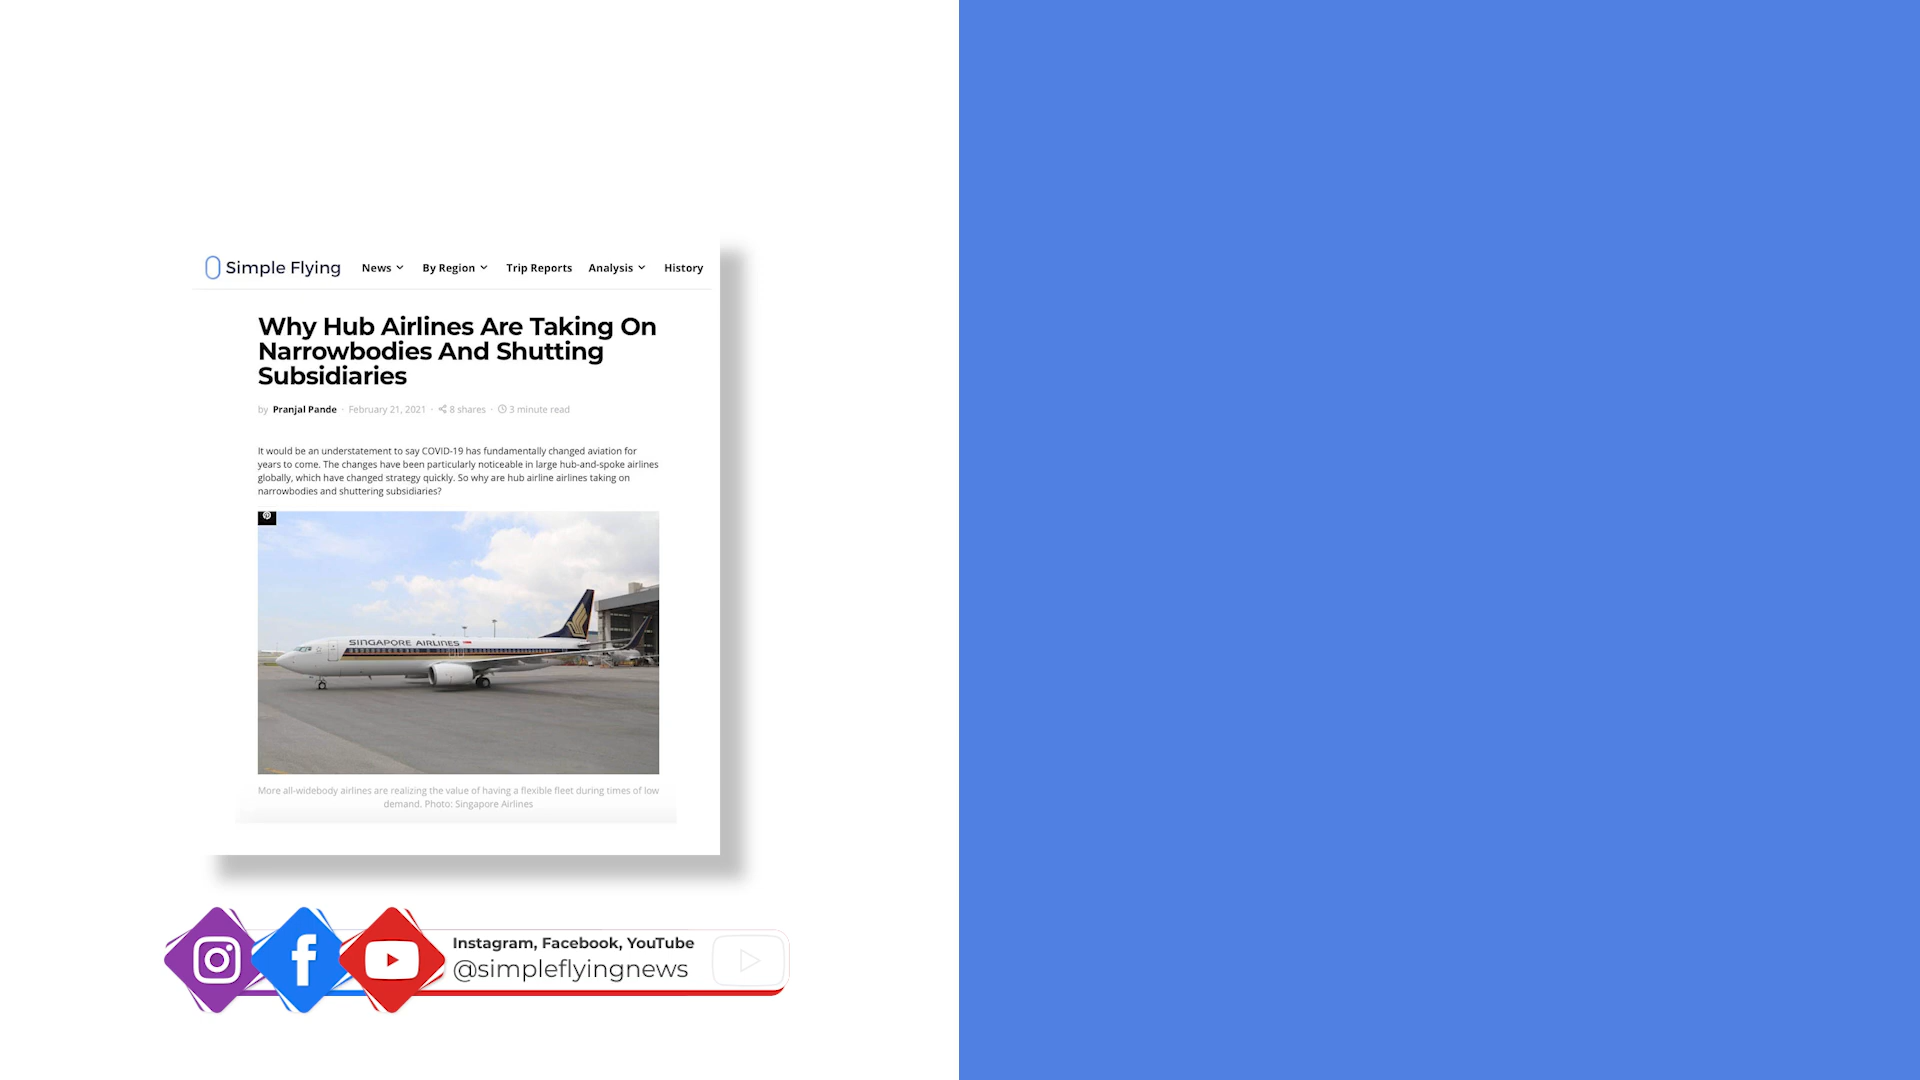 Simple Flying News By Region Trip Reports Analysis History
Why Hub Airlines Are Taking On
Narrowbodies And Shutting
Subsidiaries
by Pranjal Pande · February 21, 2021 · 8 shares · 3 minute read
It would be an understatement to say COVID-19 has fundamentally changed aviation for
years to come. The changes have been particularly noticeable in large hub-and-spoke airlines
globally, which have changed strategy quickly. So why are hub airline airlines taking on
narrowbodies and shuttering subsidiaries?
SINGAPORE AIRLINES
More all-widebody airlines are realizing the value of having a flexible fleet during times of low
demand. Photo: Singapore Airlines
Instagram, Facebook, YouTube
@simpleflyingnews